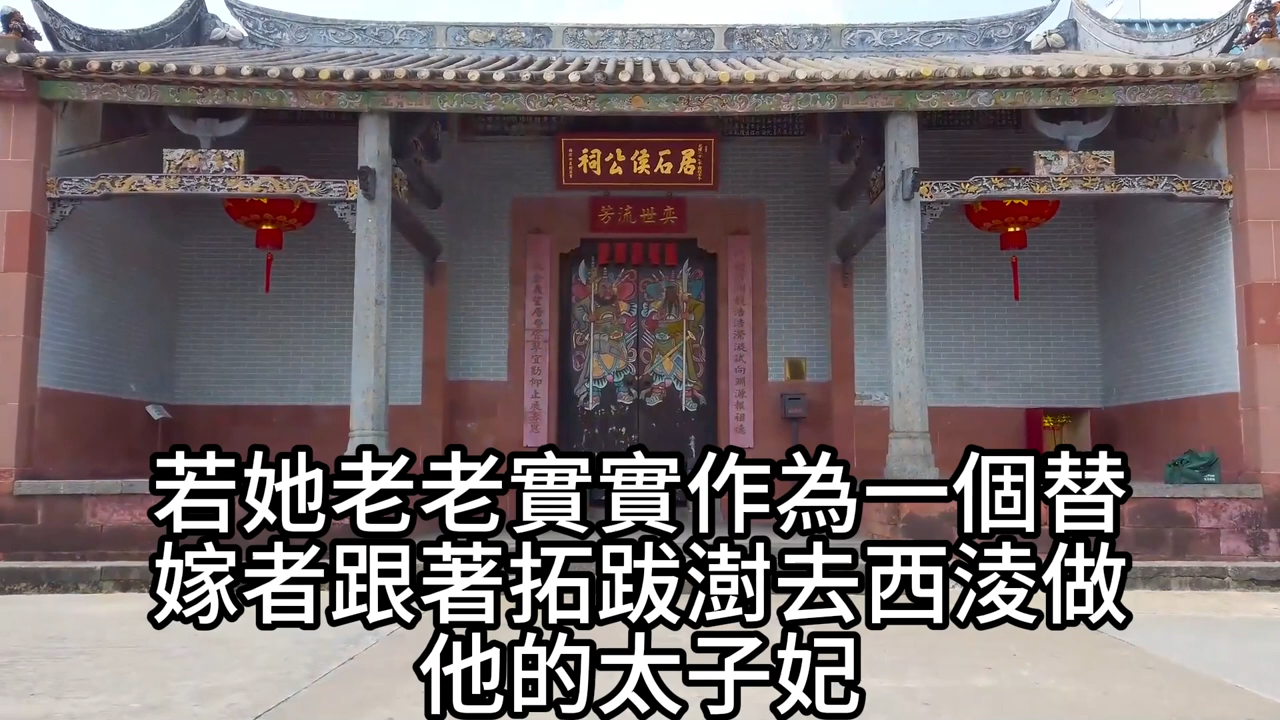 居石侯公祠
奕世流芳
若她老老實實作為一個替
嫁者跟著拓跋澍去西淩做
他的太子妃